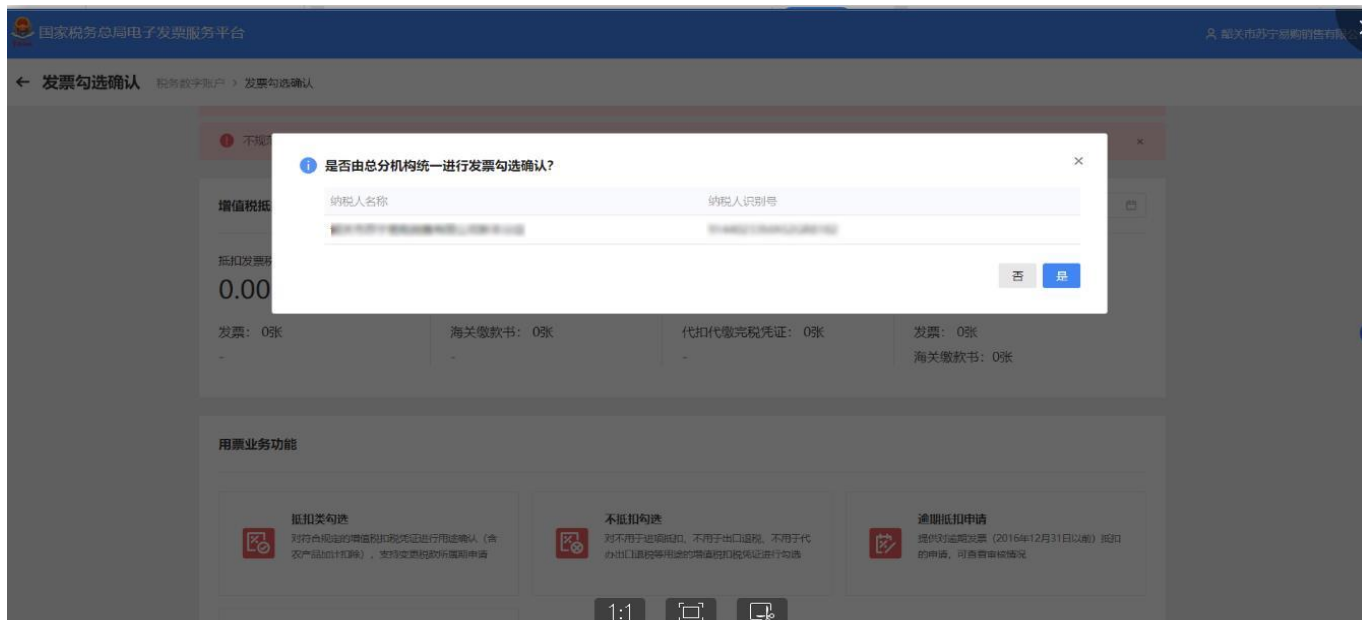 国家税务总局电子发票服务平台
韶关市苏宁易购销售有限公
发票勾选确认 税务数字账户 > 发票勾选确认
不规范
是否由总分机构统一进行发票勾选确认?
纳税人名称 纳税人识别号
否 是
增值税抵
抵扣发票税
0.00
发票: 0张 海关缴款书: 0张 代扣代缴完税凭证: 0张 发票: 0张
- - - 海关缴款书: 0张
用票业务功能
抵扣类勾选
对符合规定的增值税扣税凭证进行用途确认(含
农产品加计扣除),支持变更税款所属期申请
不抵扣勾选
对不用于进项抵扣、不用于出口退税、不用于代
办出口退税等用途的增值税扣税凭证进行勾选
逾期抵扣申请
提供对逾期发票(2016年12月31日以前)抵扣
的申请,可查看审核情况
1:1